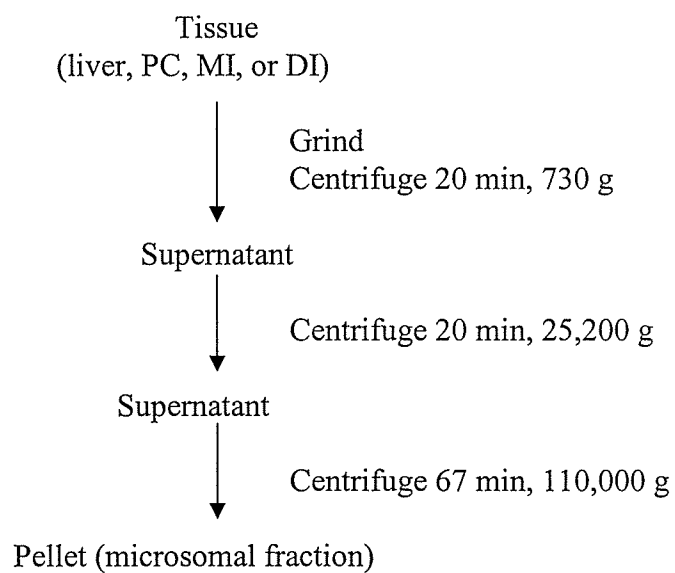 Tissue
(liver, PC, MI, or DI)
Grind
Centrifuge 20 min, 730 g
Supernatant
Centrifuge 20 min, 25,200 g
Supernatant
Centrifuge 67 min, 110,000 g
Pellet (microsomal fraction)